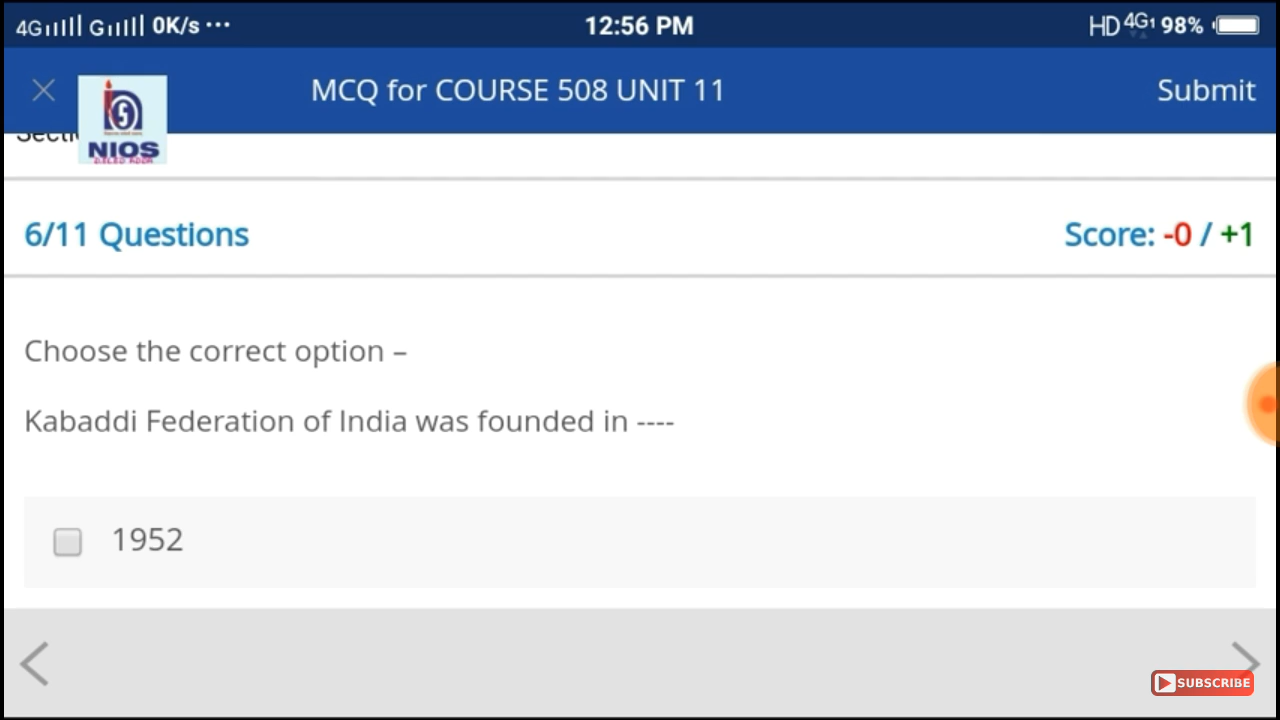 4G G 0K/s ... 12:56 PM HD 4G1 98%
MCQ for COURSE 508 UNIT 11 Submit
NIOS
6/11 Questions Score: -0 / +1
Choose the correct option –
Kabaddi Federation of India was founded in ----
1952
SUBSCRIBE